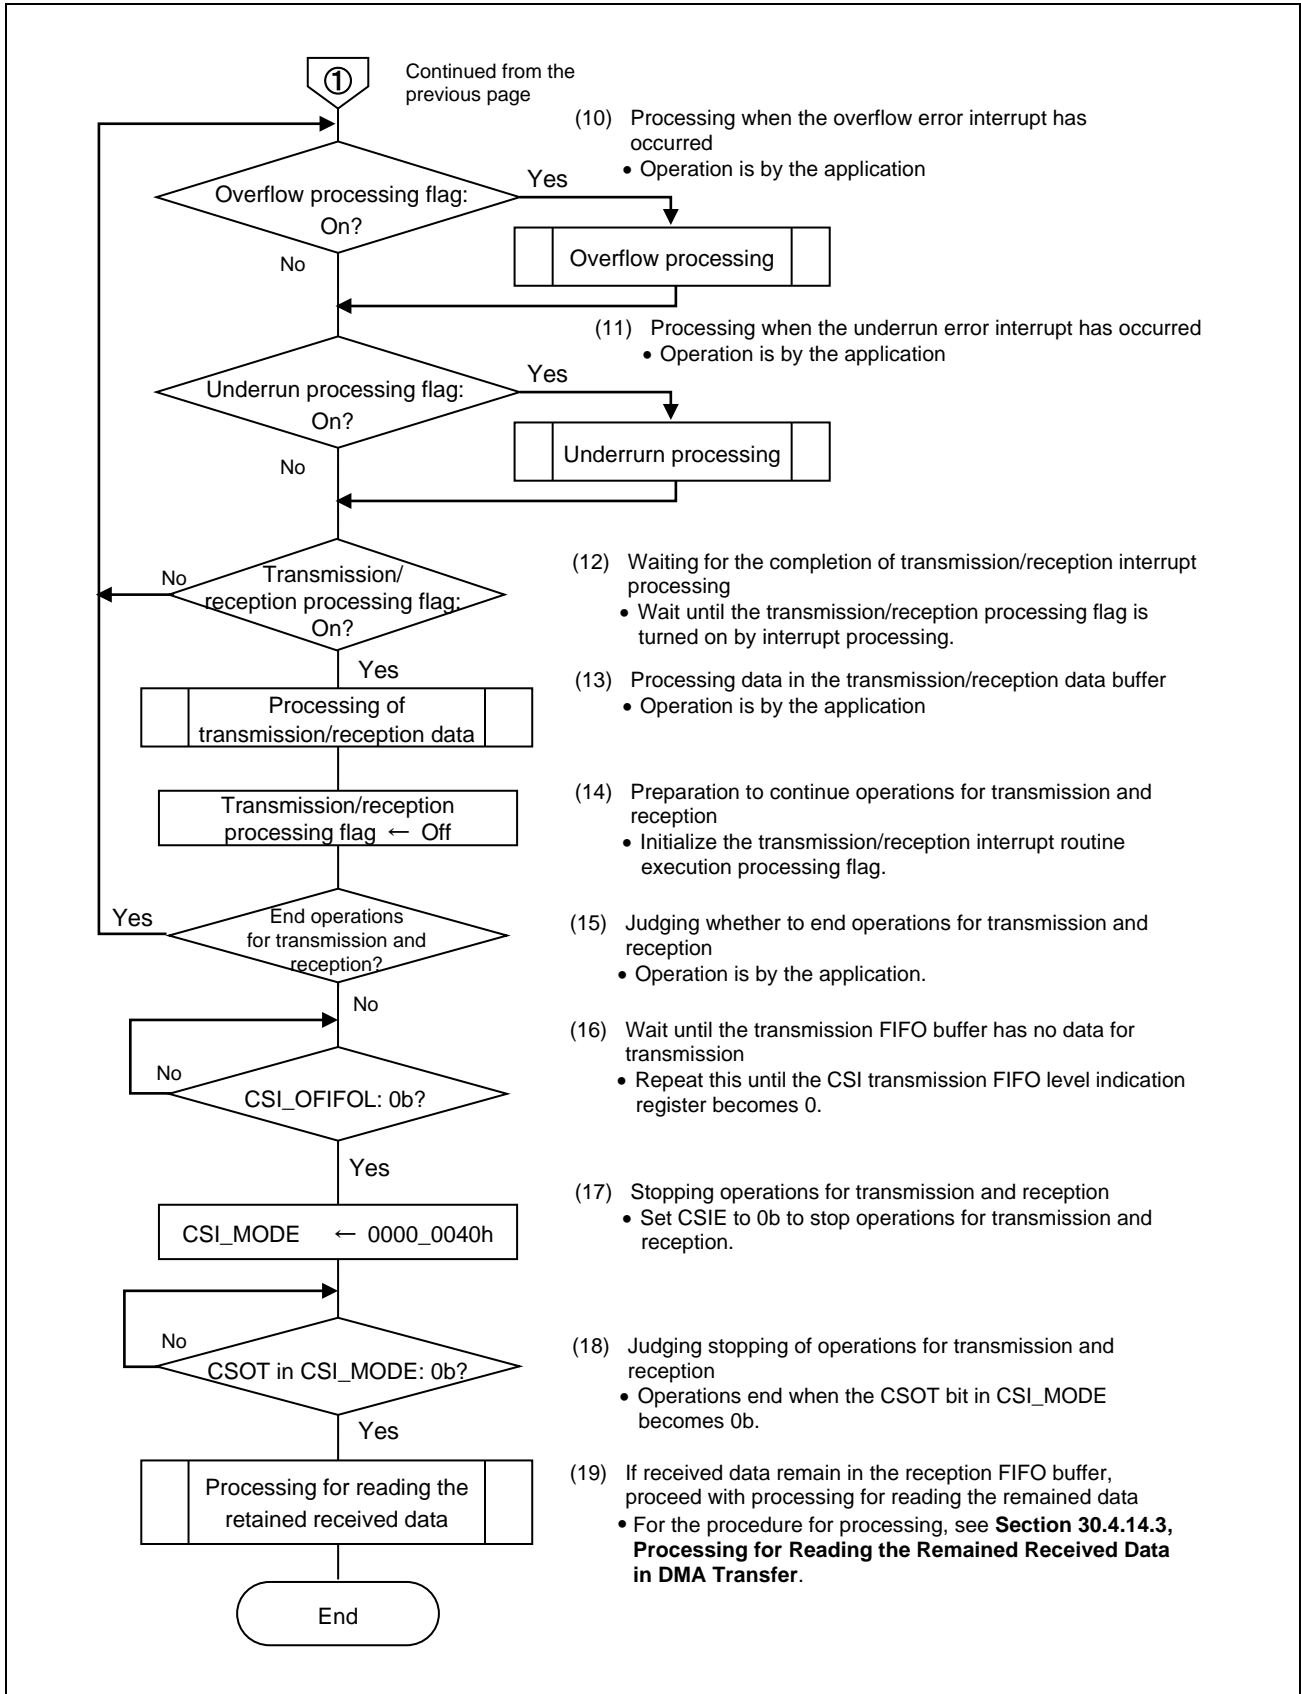 ①
Continued from the
previous page
(10) Processing when the overflow error interrupt has
occurred
• Operation is by the application
Overflow processing flag:
On?
Yes
No
Overflow processing
(11) Processing when the underrun error interrupt has occurred
• Operation is by the application
Underrun processing flag:
On?
Yes
No
Underrurn processing
Transmission/
reception processing flag:
On?
No
Yes
(12) Waiting for the completion of transmission/reception interrupt
processing
• Wait until the transmission/reception processing flag is
turned on by interrupt processing.
Processing of
transmission/reception data
(13) Processing data in the transmission/reception data buffer
• Operation is by the application
Transmission/reception
processing flag ← Off
(14) Preparation to continue operations for transmission and
reception
• Initialize the transmission/reception interrupt routine
execution processing flag.
End operations
for transmission and
reception?
Yes
No
(15) Judging whether to end operations for transmission and
reception
• Operation is by the application.
CSI_OFIFOL: 0b?
No
Yes
(16) Wait until the transmission FIFO buffer has no data for
transmission
• Repeat this until the CSI transmission FIFO level indication
register becomes 0.
CSI_MODE ← 0000_0040h
(17) Stopping operations for transmission and reception
• Set CSIE to 0b to stop operations for transmission and
reception.
CSOT in CSI_MODE: 0b?
No
Yes
(18) Judging stopping of operations for transmission and
reception
• Operations end when the CSOT bit in CSI_MODE
becomes 0b.
Processing for reading the
retained received data
(19) If received data remain in the reception FIFO buffer,
proceed with processing for reading the remained data
• For the procedure for processing, see Section 30.4.14.3,
Processing for Reading the Remained Received Data
in DMA Transfer.
End